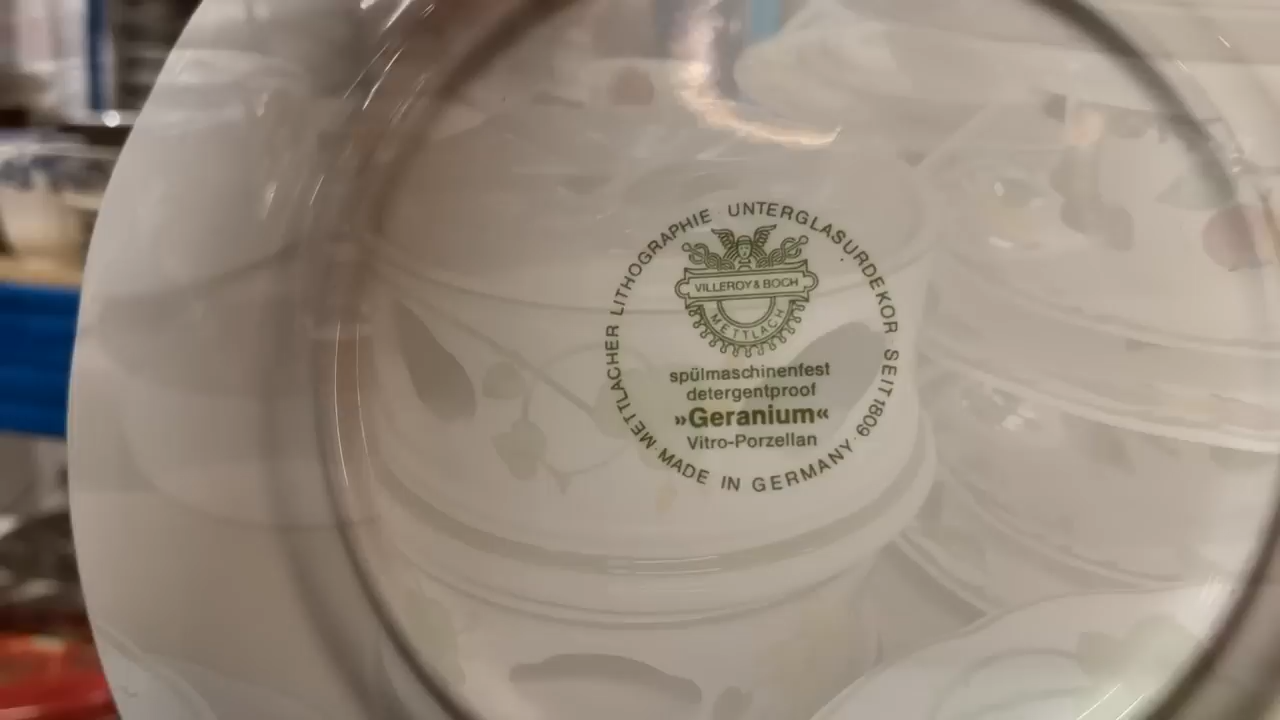 METTLACHER LITHOGRAPHIE UNTERGLASURDEKOR SEIT 1809
VILLEROY & BOCH
METTLACH
spülmaschinenfest
detergentproof
»Geranium«
Vitro-Porzellan
·MADE IN GERMANY·